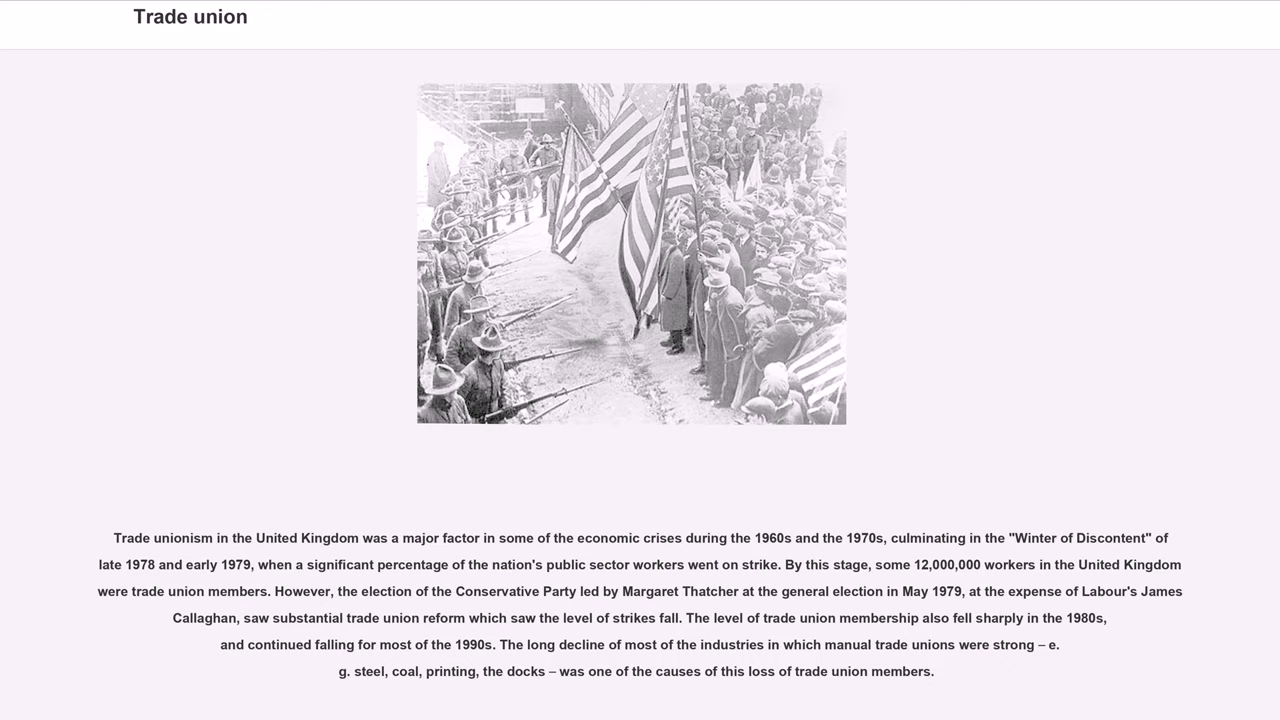 Trade union
Trade unionism in the United Kingdom was a major factor in some of the economic crises during the 1960s and the 1970s, culminating in the "Winter of Discontent" of
late 1978 and early 1979, when a significant percentage of the nation's public sector workers went on strike. By this stage, some 12,000,000 workers in the United Kingdom
were trade union members. However, the election of the Conservative Party led by Margaret Thatcher at the general election in May 1979, at the expense of Labour's James
Callaghan, saw substantial trade union reform which saw the level of strikes fall. The level of trade union membership also fell sharply in the 1980s,
and continued falling for most of the 1990s. The long decline of most of the industries in which manual trade unions were strong – e.
g. steel, coal, printing, the docks – was one of the causes of this loss of trade union members.